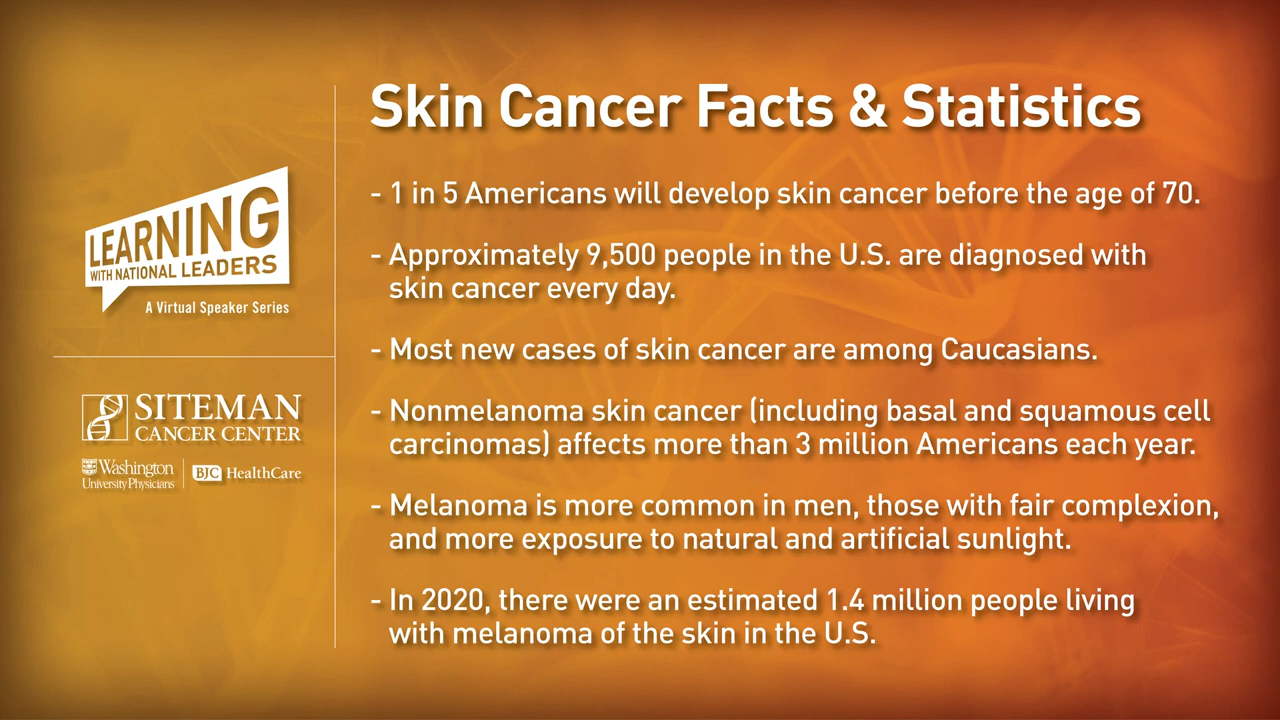 LEARNING
WITH NATIONAL LEADERS
A Virtual Speaker Series
SITEMAN
CANCER CENTER
Washington
University Physicians
BJC HealthCare
Skin Cancer Facts & Statistics
- 1 in 5 Americans will develop skin cancer before the age of 70.
- Approximately 9,500 people in the U.S. are diagnosed with
skin cancer every day.
- Most new cases of skin cancer are among Caucasians.
- Nonmelanoma skin cancer (including basal and squamous cell
carcinomas) affects more than 3 million Americans each year.
- Melanoma is more common in men, those with fair complexion,
and more exposure to natural and artificial sunlight.
- In 2020, there were an estimated 1.4 million people living
with melanoma of the skin in the U.S.